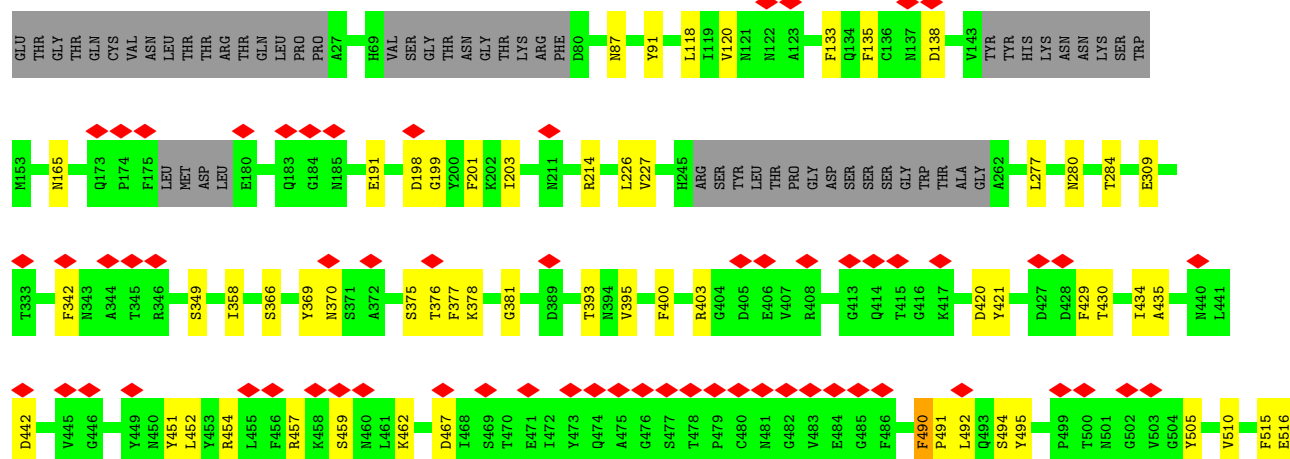 GLU THR GLY THR GLN CYS VAL ASN LEU THR THR ARG THR GLN LEU PRO PRO A27 H69 VAL SER GLY THR ASN GLY THR LYS ARG PHE D80 N87 Y91 L118 I119 V120 N121 N122 A123 F133 Q134 F135 C136 N137 D138 V143 TYR TYR HIS LYS ASN ASN LYS SER TRP
M153 N165 Q173 P174 F175 LEU MET ASP LEU E180 Q183 G184 N185 E191 D198 G199 Y200 F201 K202 I203 N211 R214 L226 V227 H245 ARG SER TYR LEU THR PRO GLY ASP SER SER SER GLY TRP THR ALA GLY A262 L277 N280 T284 E309
T333 F342 N343 A344 T345 R346 S349 I358 S366 Y369 N370 S371 A372 S375 T376 F377 K378 G381 D389 T393 N394 V395 F400 R403 G404 D405 E406 V407 R408 G413 Q414 T415 G416 K417 D420 Y421 D427 D428 F429 T430 I434 A435 N440 L441
D442 V445 G446 Y449 N450 Y451 L452 Y453 R454 L455 F456 R457 K458 S459 N460 L461 K462 D467 I468 S469 T470 E471 I472 Y473 Q474 A475 G476 S477 T478 P479 C480 N481 G482 V483 E484 G485 F486 F490 P491 L492 Q493 S494 Y495 P499 T500 N501 G502 V503 G504 Y505 V510 F515 E516